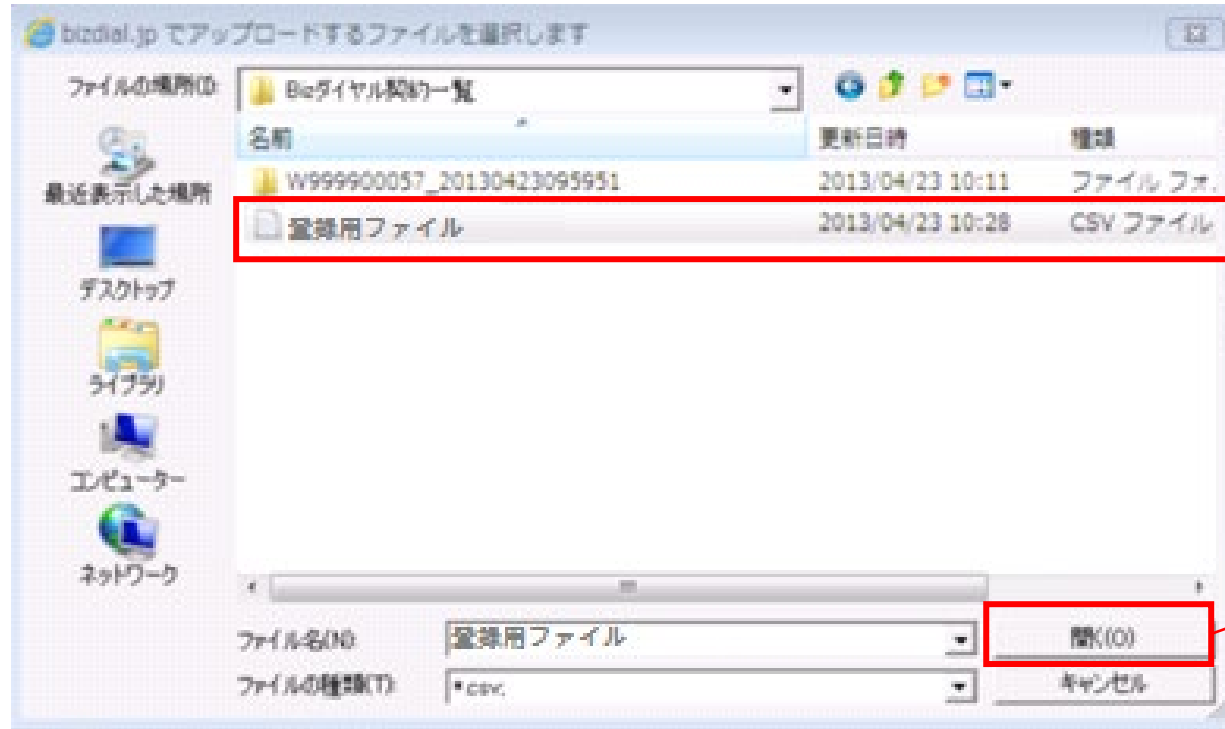 bizdial.jp でアップロードするファイルを選択します
ファイルの場所(I):
Bizダイヤル契約一覧
名前 更新日時 種類
W999900057_20130423095951 2013/04/23 10:11 ファイル フォ.
登録用ファイル 2013/04/23 10:28 CSV ファイル
最近表示した場所
デスクトップ
ライブラリ
コンピューター
ネットワーク
ファイル名(N): 登録用ファイル 開く(O)
ファイルの種類(T): *.csv; キャンセル